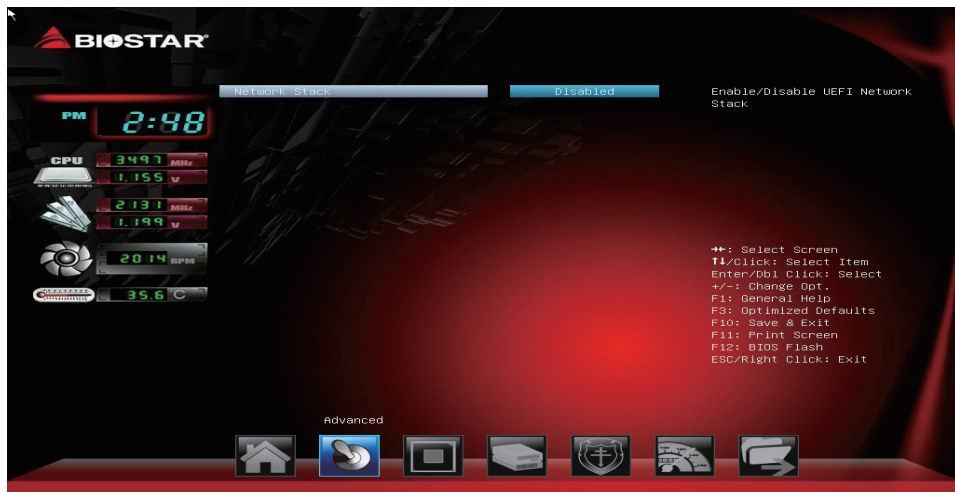 BIOSTAR
Network Stack
Disabled
Enable/Disable UEFI Network
Stack
PM 2:48
CPU 3497 MHz
1.155 V
2131 MHz
1.199 V
2014 RPM
35.6 °C
→←: Select Screen
↑↓/Click: Select Item
Enter/Dbl Click: Select
+/-: Change Opt.
F1: General Help
F3: Optimized Defaults
F10: Save & Exit
F11: Print Screen
F12: BIOS Flash
ESC/Right Click: Exit
Advanced